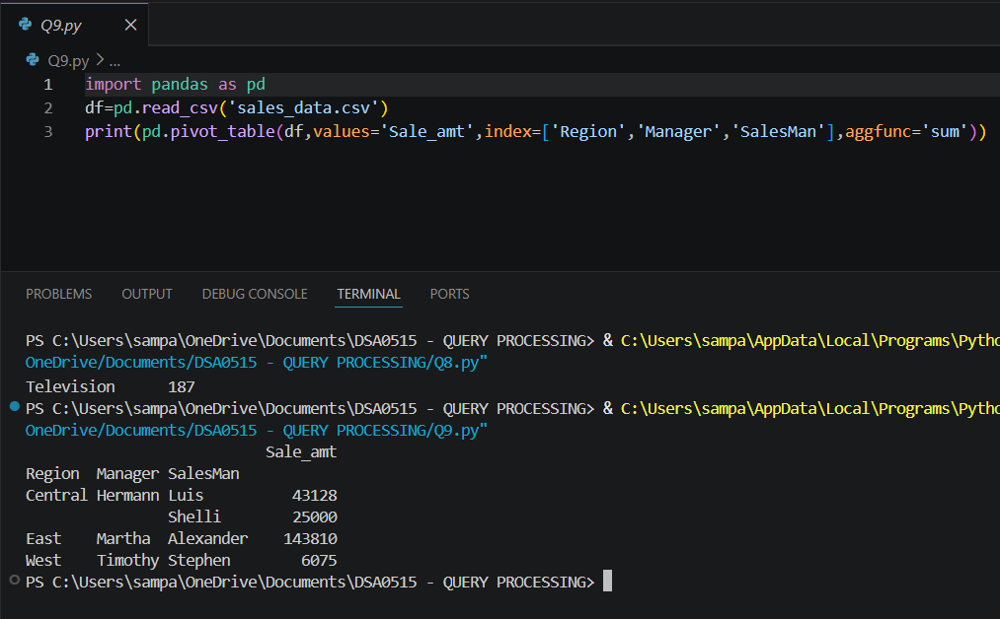 Q9.py
Q9.py > ...
1 import pandas as pd
2 df=pd.read_csv('sales_data.csv')
3 print(pd.pivot_table(df,values='Sale_amt',index=['Region','Manager','SalesMan'],aggfunc='sum'))
PROBLEMS OUTPUT DEBUG CONSOLE TERMINAL PORTS
PS C:\Users\sampa\OneDrive\Documents\DSA0515 - QUERY PROCESSING> & C:\Users\sampa\AppData\Local\Programs\Pytho
OneDrive/Documents/DSA0515 - QUERY PROCESSING/Q8.py"
Television      187
PS C:\Users\sampa\OneDrive\Documents\DSA0515 - QUERY PROCESSING> & C:\Users\sampa\AppData\Local\Programs\Pytho
OneDrive/Documents/DSA0515 - QUERY PROCESSING/Q9.py"
                           Sale_amt
Region  Manager SalesMan
Central Hermann Luis          43128
                Shelli        25000
East    Martha  Alexander    143810
West    Timothy Stephen        6075
PS C:\Users\sampa\OneDrive\Documents\DSA0515 - QUERY PROCESSING>